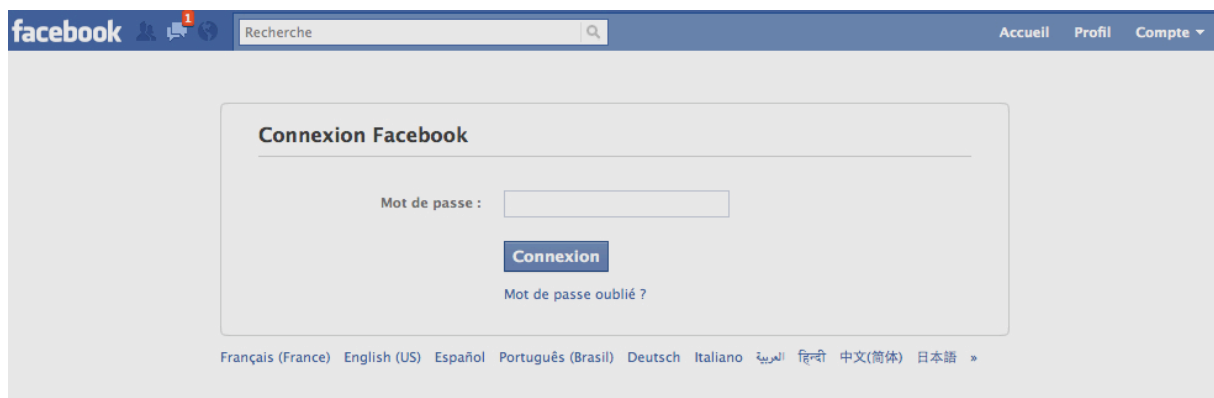 facebook 1 Recherche Accueil Profil Compte
Connexion Facebook
Mot de passe :
Connexion
Mot de passe oublié ?
Français (France) English (US) Español Português (Brasil) Deutsch Italiano العربية हिन्दी 中文(简体) 日本語 »